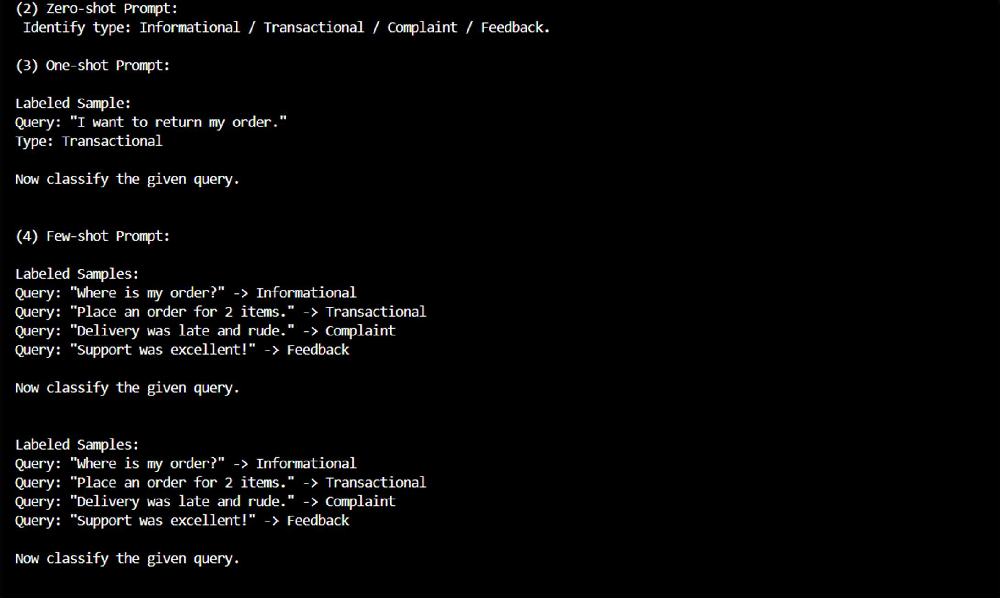 (2) Zero-shot Prompt:
Identify type: Informational / Transactional / Complaint / Feedback.
(3) One-shot Prompt:
Labeled Sample:
Query: "I want to return my order."
Type: Transactional
Now classify the given query.
(4) Few-shot Prompt:
Labeled Samples:
Query: "Where is my order?" -> Informational
Query: "Place an order for 2 items." -> Transactional
Query: "Delivery was late and rude." -> Complaint
Query: "Support was excellent!" -> Feedback
Now classify the given query.
Labeled Samples:
Query: "Where is my order?" -> Informational
Query: "Place an order for 2 items." -> Transactional
Query: "Delivery was late and rude." -> Complaint
Query: "Support was excellent!" -> Feedback
Now classify the given query.